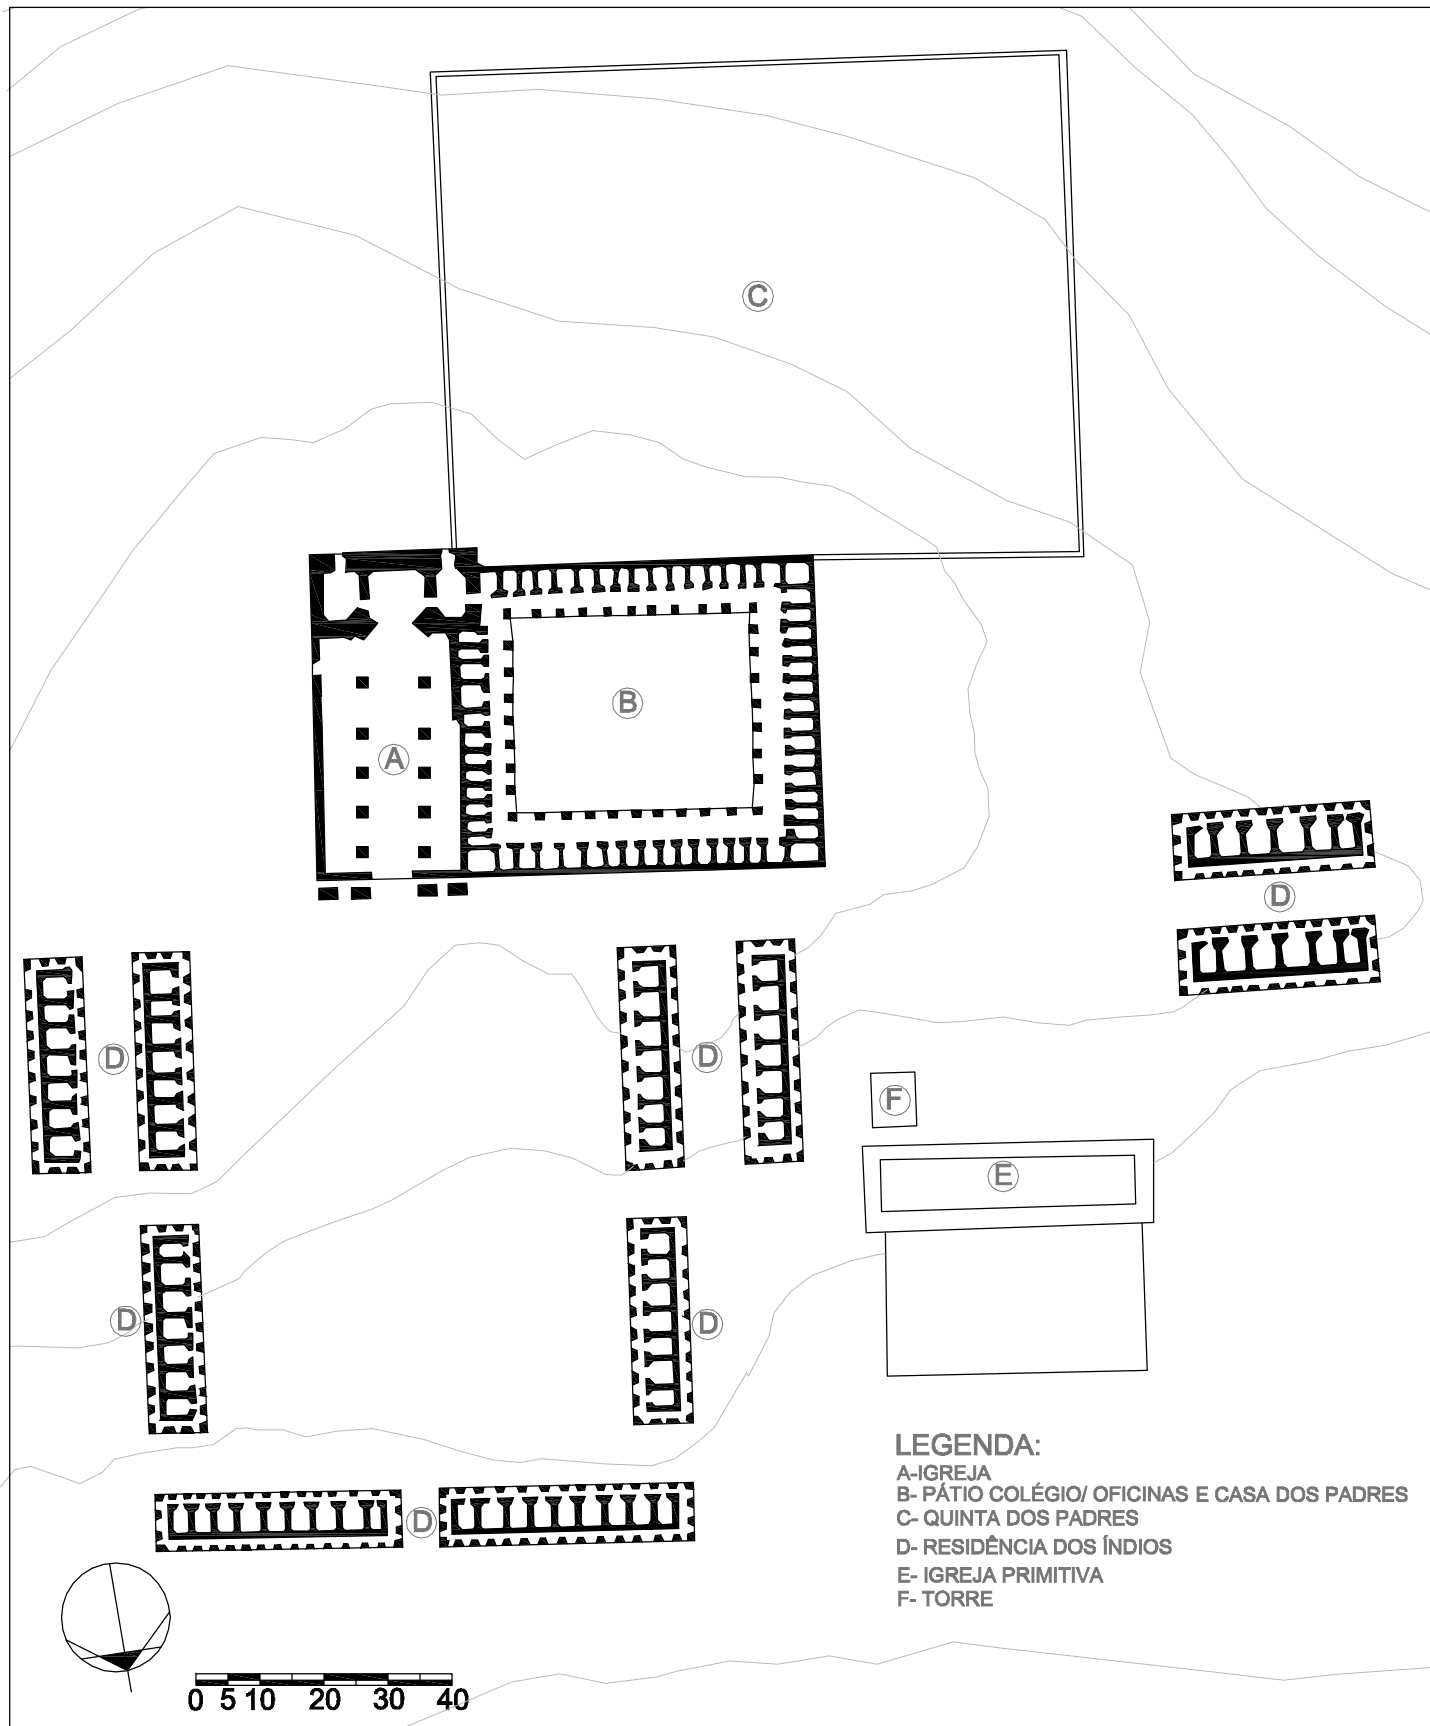 C
B
A
D
D
D
F
E
D
D
LEGENDA:
A-IGREJA
B- PÁTIO COLÉGIO/ OFICINAS E CASA DOS PADRES
C- QUINTA DOS PADRES
D- RESIDÊNCIA DOS ÍNDIOS
E- IGREJA PRIMITIVA
F- TORRE
D
0 5 10 20 30 40